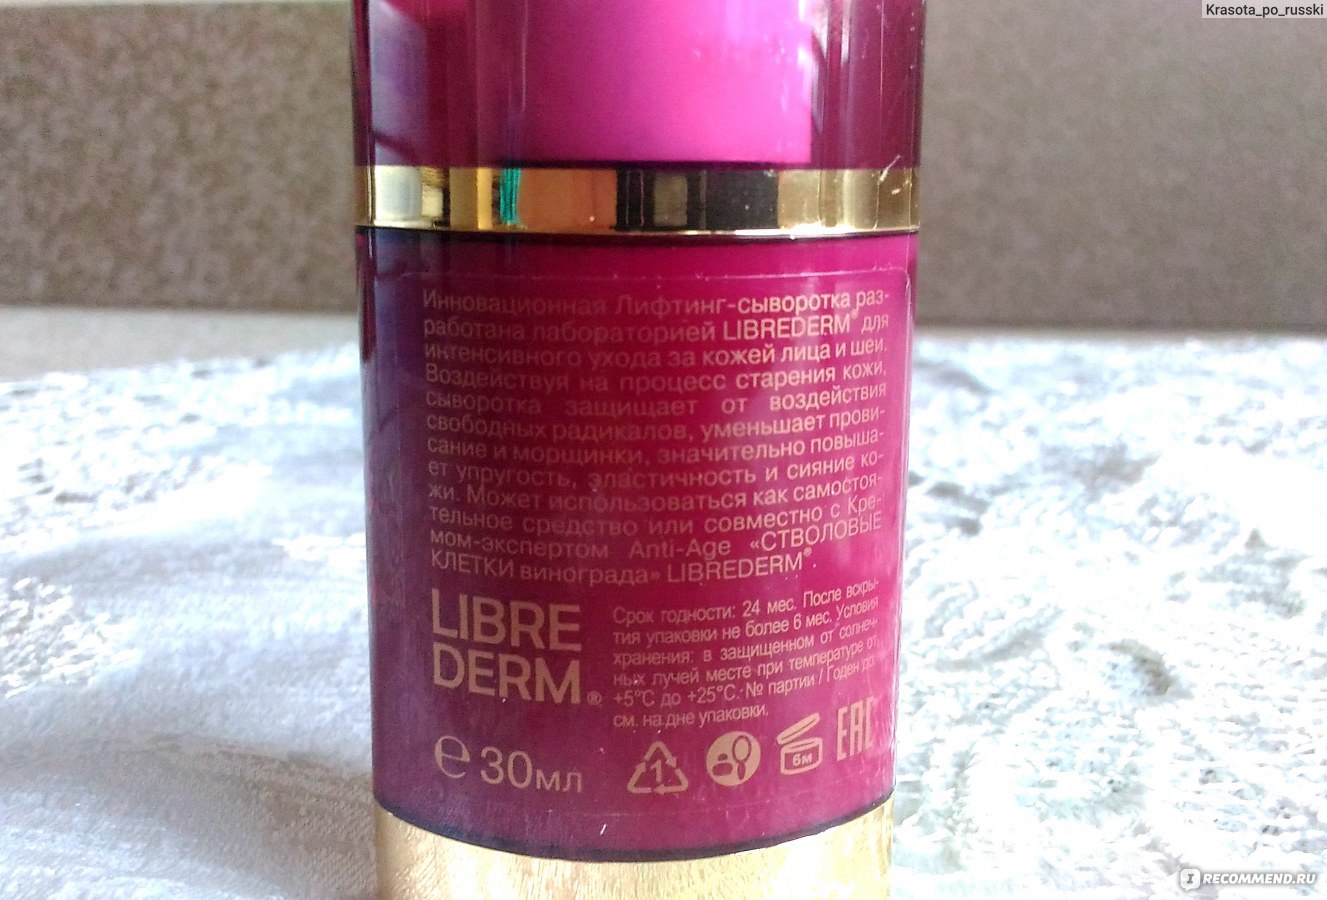 Krasota_po_russki
Инновационная Лифтинг-сыворотка раз-
работана лабораторией LIBREDERM® для
интенсивного ухода за кожей лица и шеи.
Воздействуя на процесс старения кожи,
сыворотка защищает от воздействия
свободных радикалов, уменьшает прови-
сание и морщинки, значительно повыша-
ет упругость, эластичность и сияние ко-
жи. Может использоваться как самостоя-
тельное средство или совместно с Кре-
мом-экспертом Anti-Age «СТВОЛОВЫЕ
КЛЕТКИ винограда» LIBREDERM®.
LIBRE
DERM®
Срок годности: 24 мес. После вскры-
тия упаковки не более 6 мес. Условия
хранения: в защищенном от солнеч-
ных лучей месте при температуре от
+5°C до +25°C. № партии / Годен до:
см. на дне упаковки.
℮ 30мл
1
6м
EAC
IRECOMMEND.RU